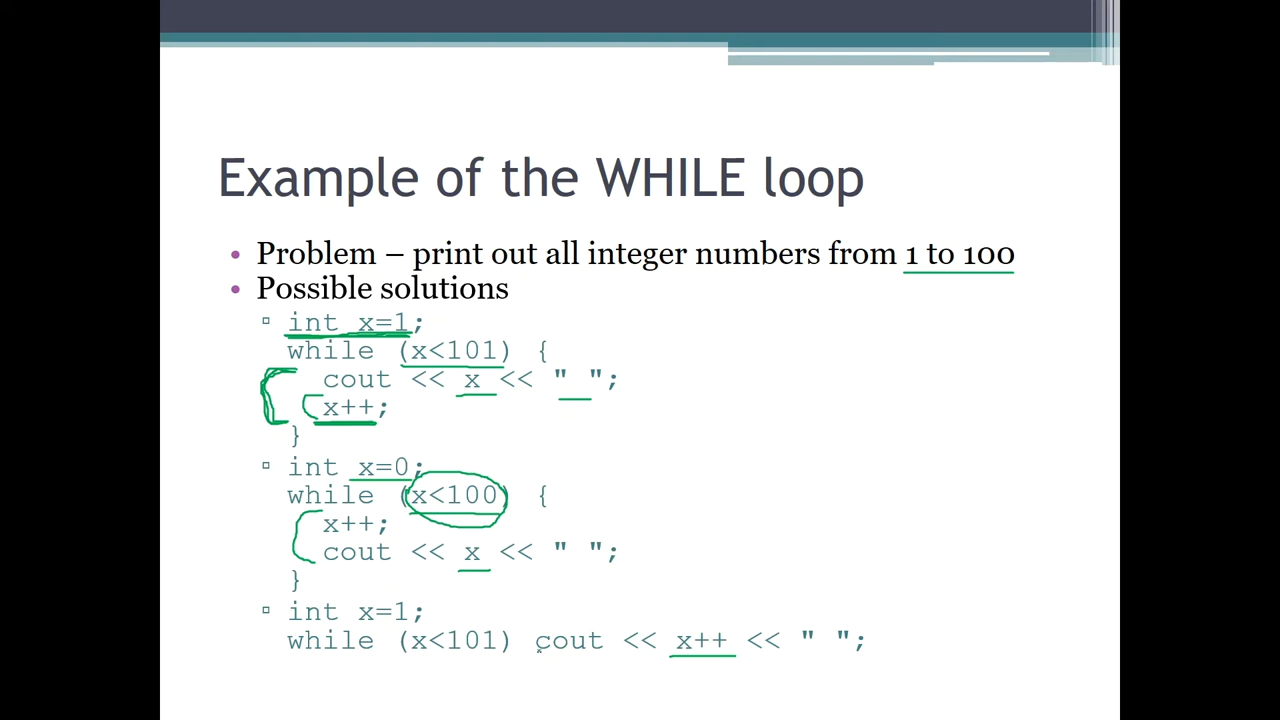 Example of the WHILE loop
• Problem – print out all integer numbers from 1 to 100
• Possible solutions
▫ int x=1;
while (x<101) {
cout << x << " ";
x++;
}
▫ int x=0;
while (x<100) {
x++;
cout << x << " ";
}
▫ int x=1;
while (x<101) cout << x++ << " ";